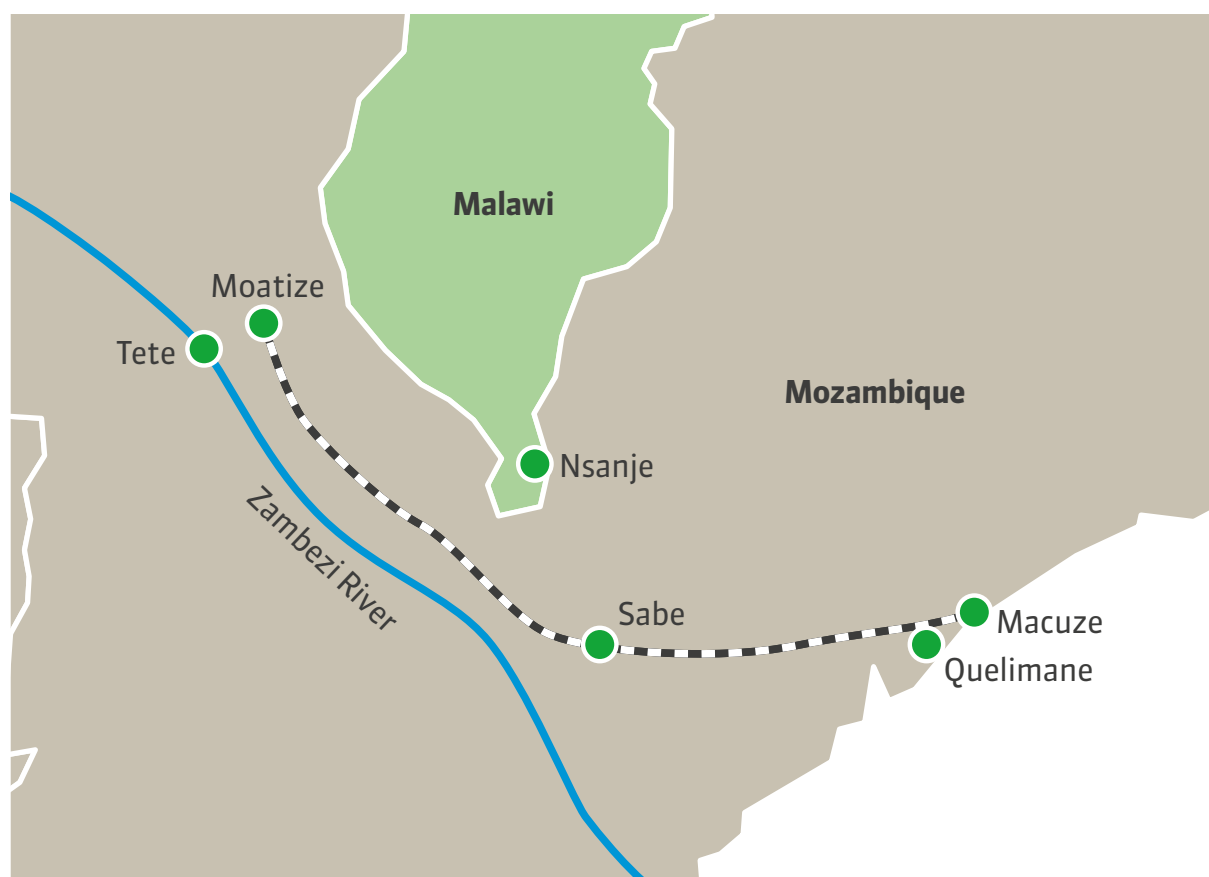 Malawi
Moatize
Tete
Mozambique
Nsanje
Zambezi River
Sabe
Macuze
Quelimane